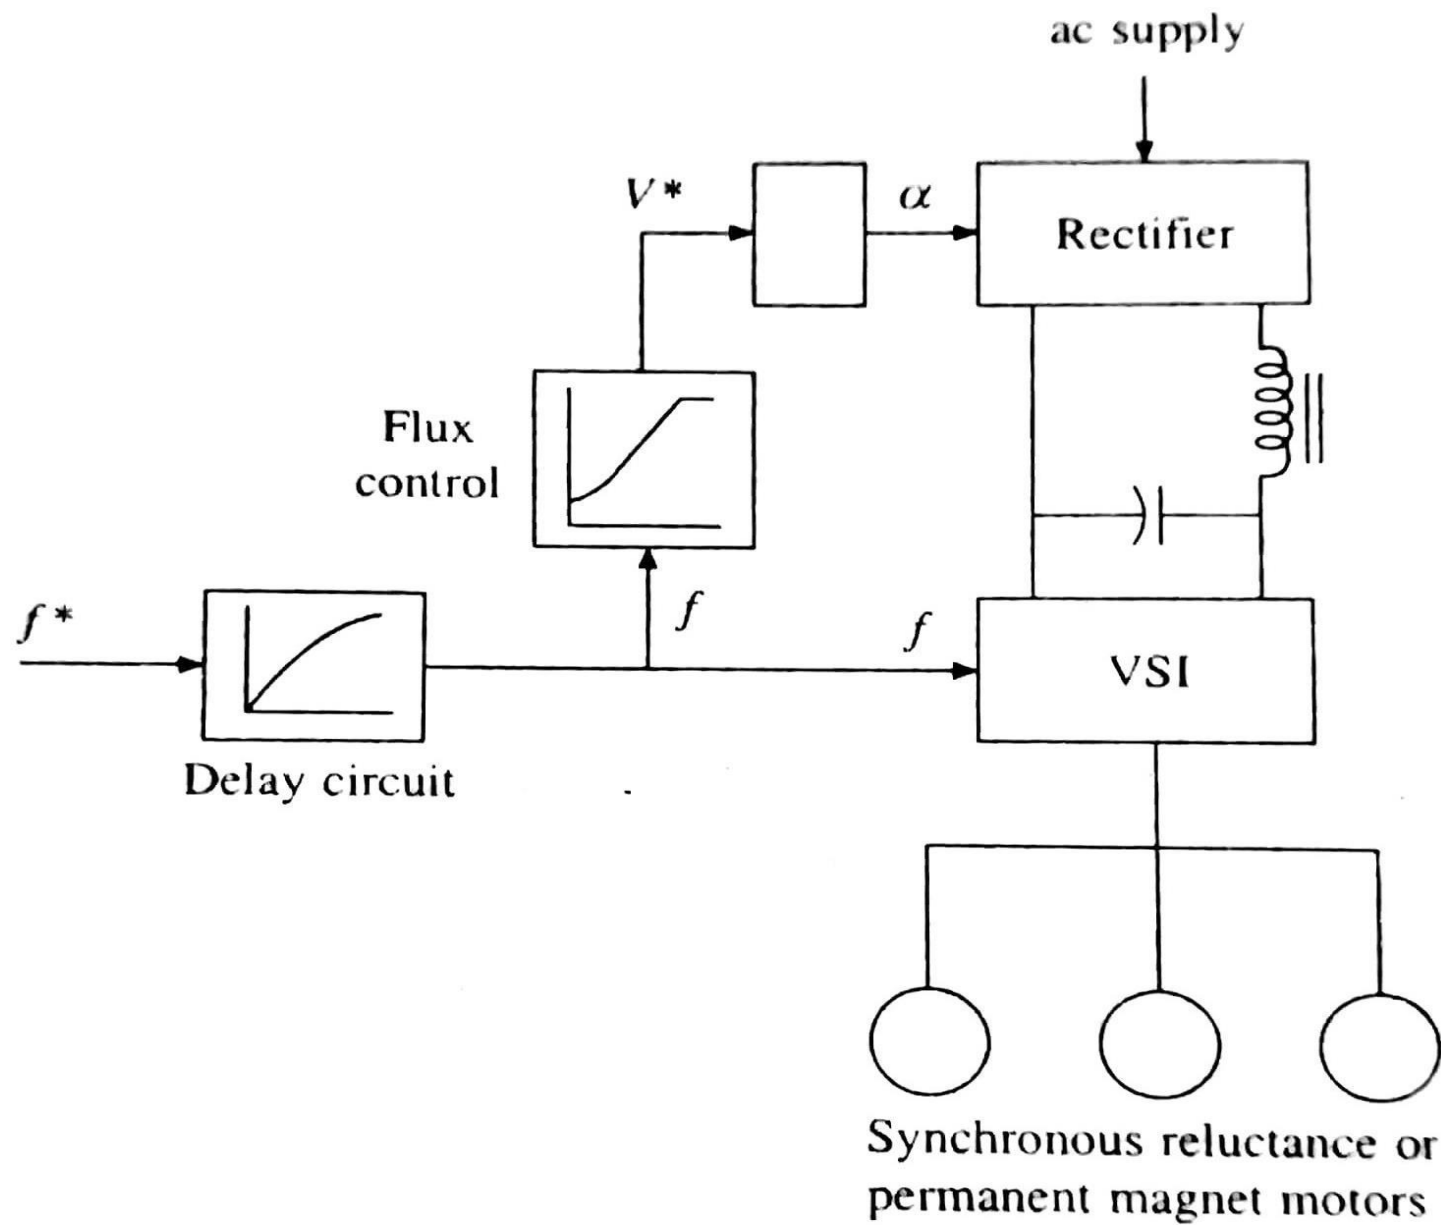 ac supply
V*
α
Rectifier
Flux
control
f*
f
f
VSI
Delay circuit
Synchronous reluctance or
permanent magnet motors